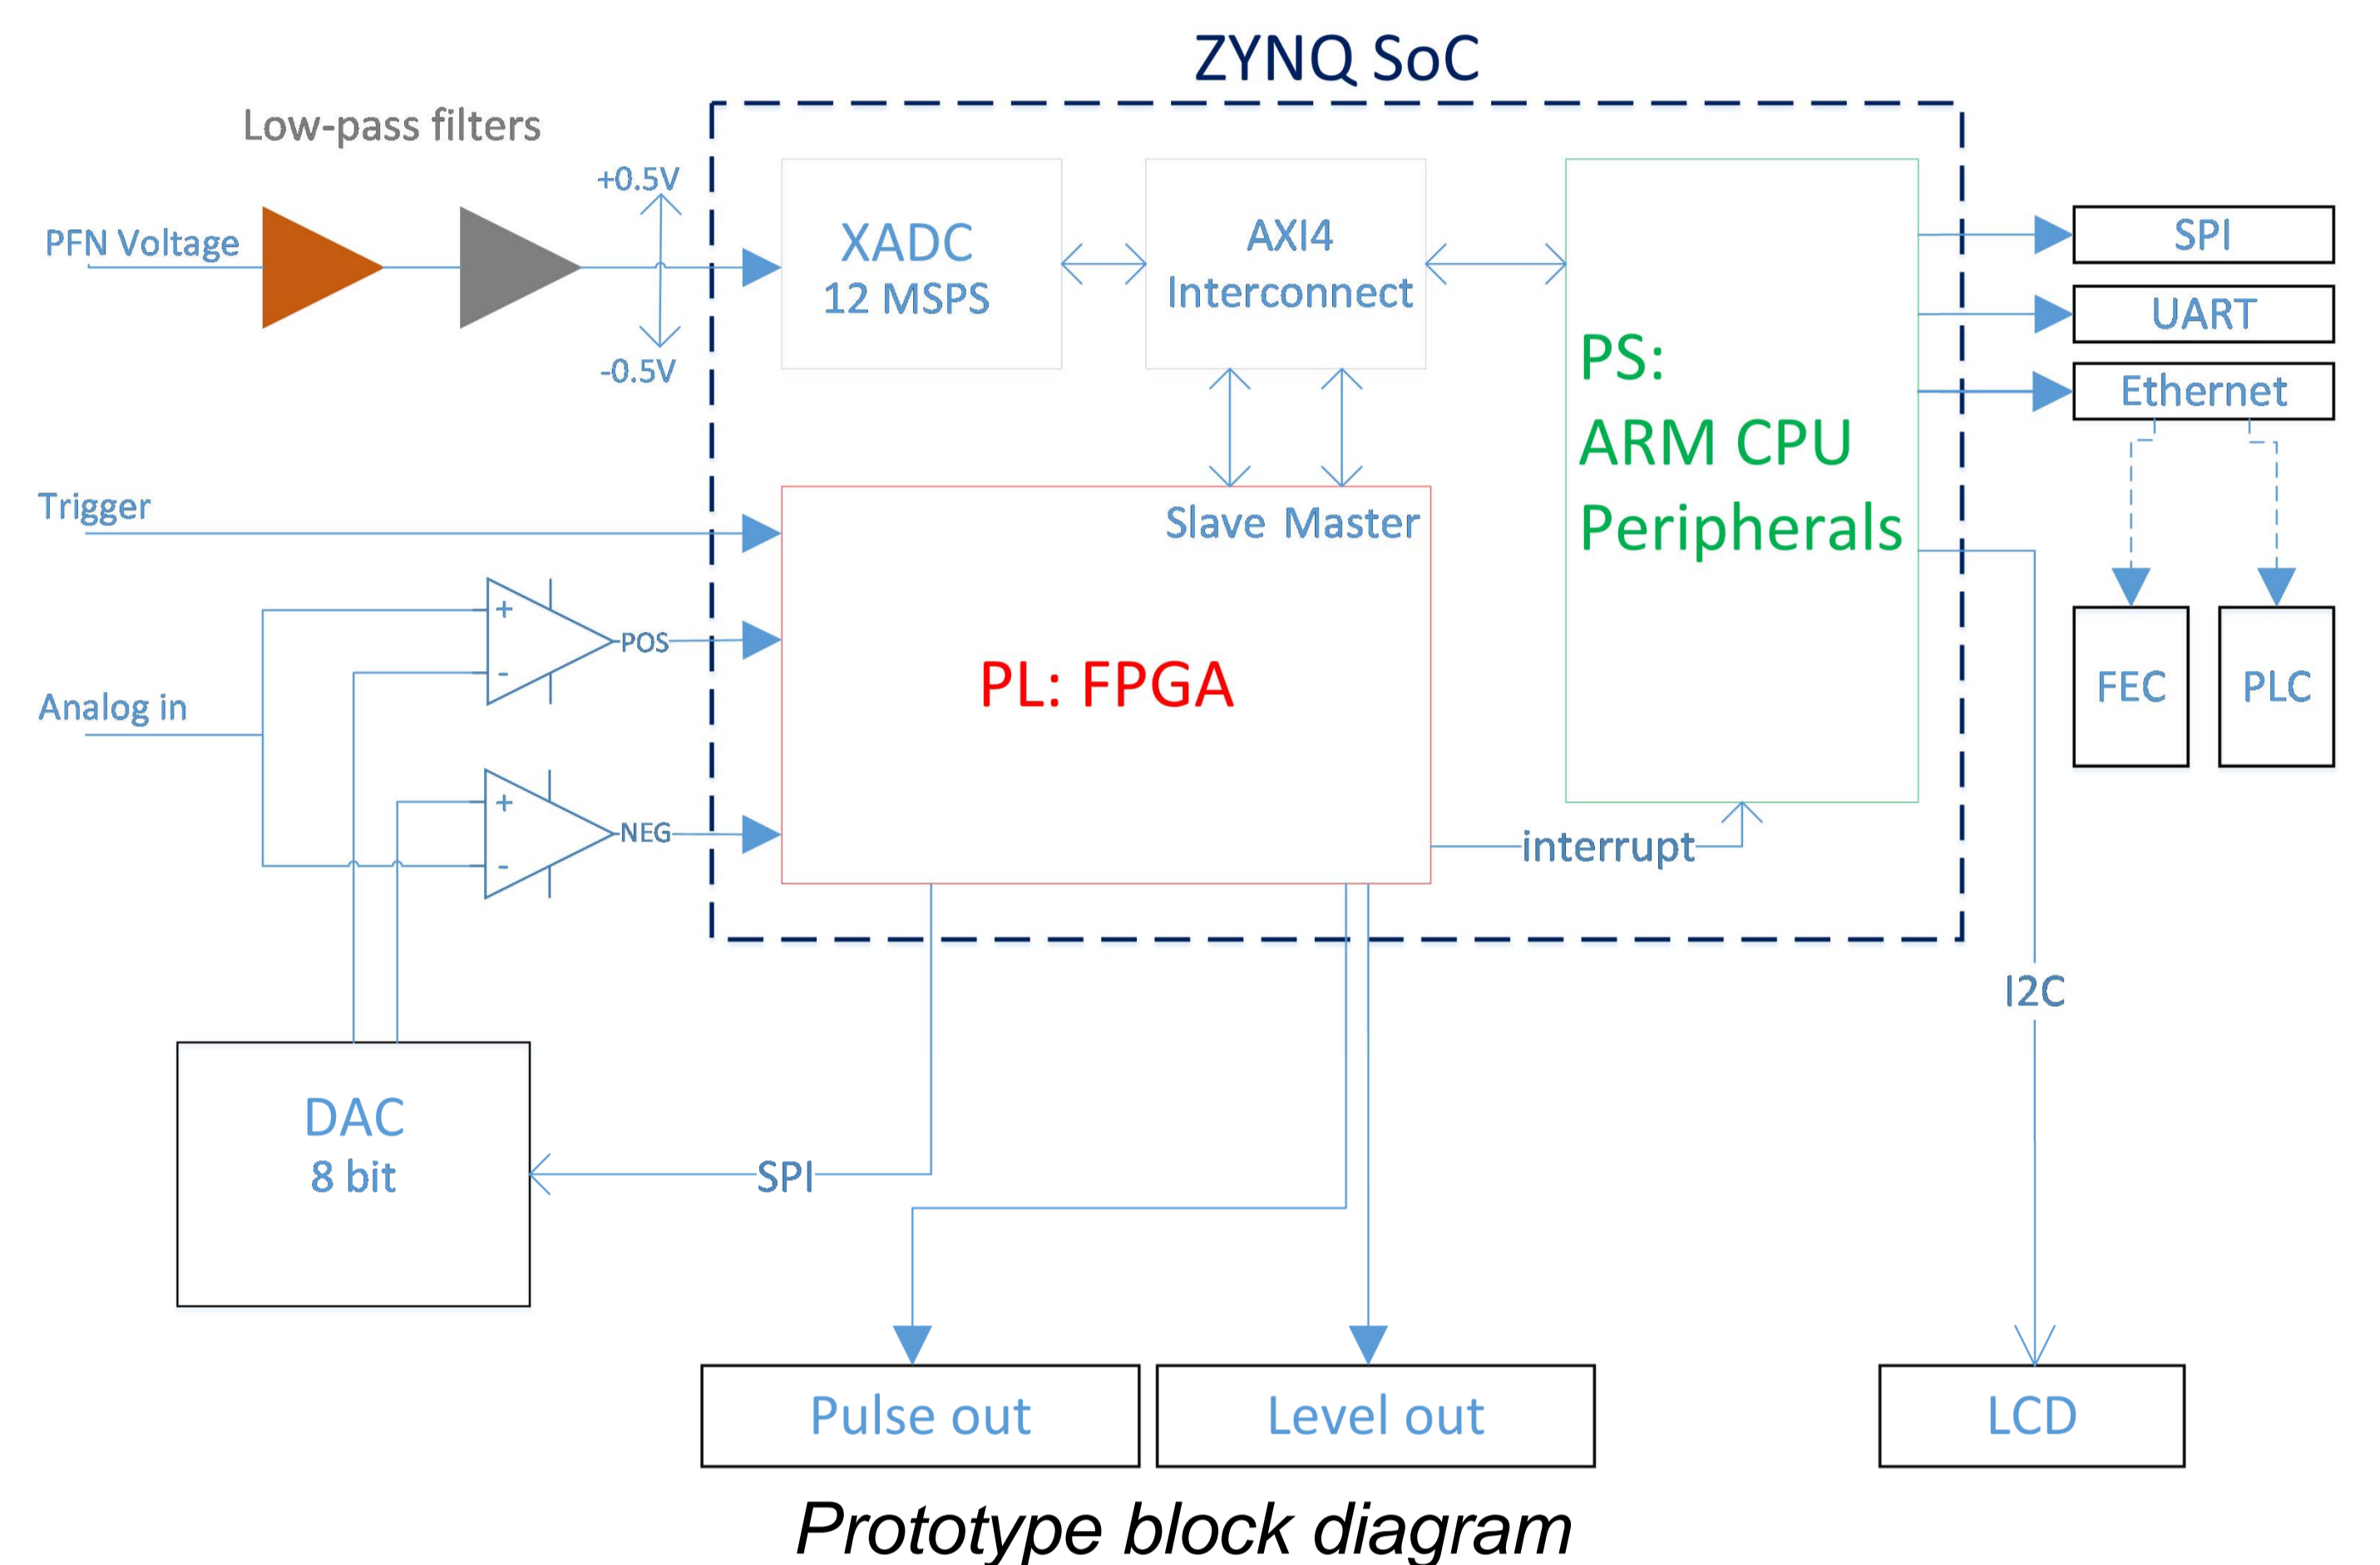 ZYNQ SoC
Low-pass filters
+0.5V
PFN Voltage
-0.5V
XADC
12 MSPS
AXI4
Interconnect
PS:
ARM CPU
Peripherals
SPI
UART
Ethernet
FEC
PLC
Trigger
Slave Master
Analog in
+
-
POS
+
-
NEG
PL: FPGA
interrupt
I2C
DAC
8 bit
SPI
Pulse out
Level out
LCD
Prototype block diagram